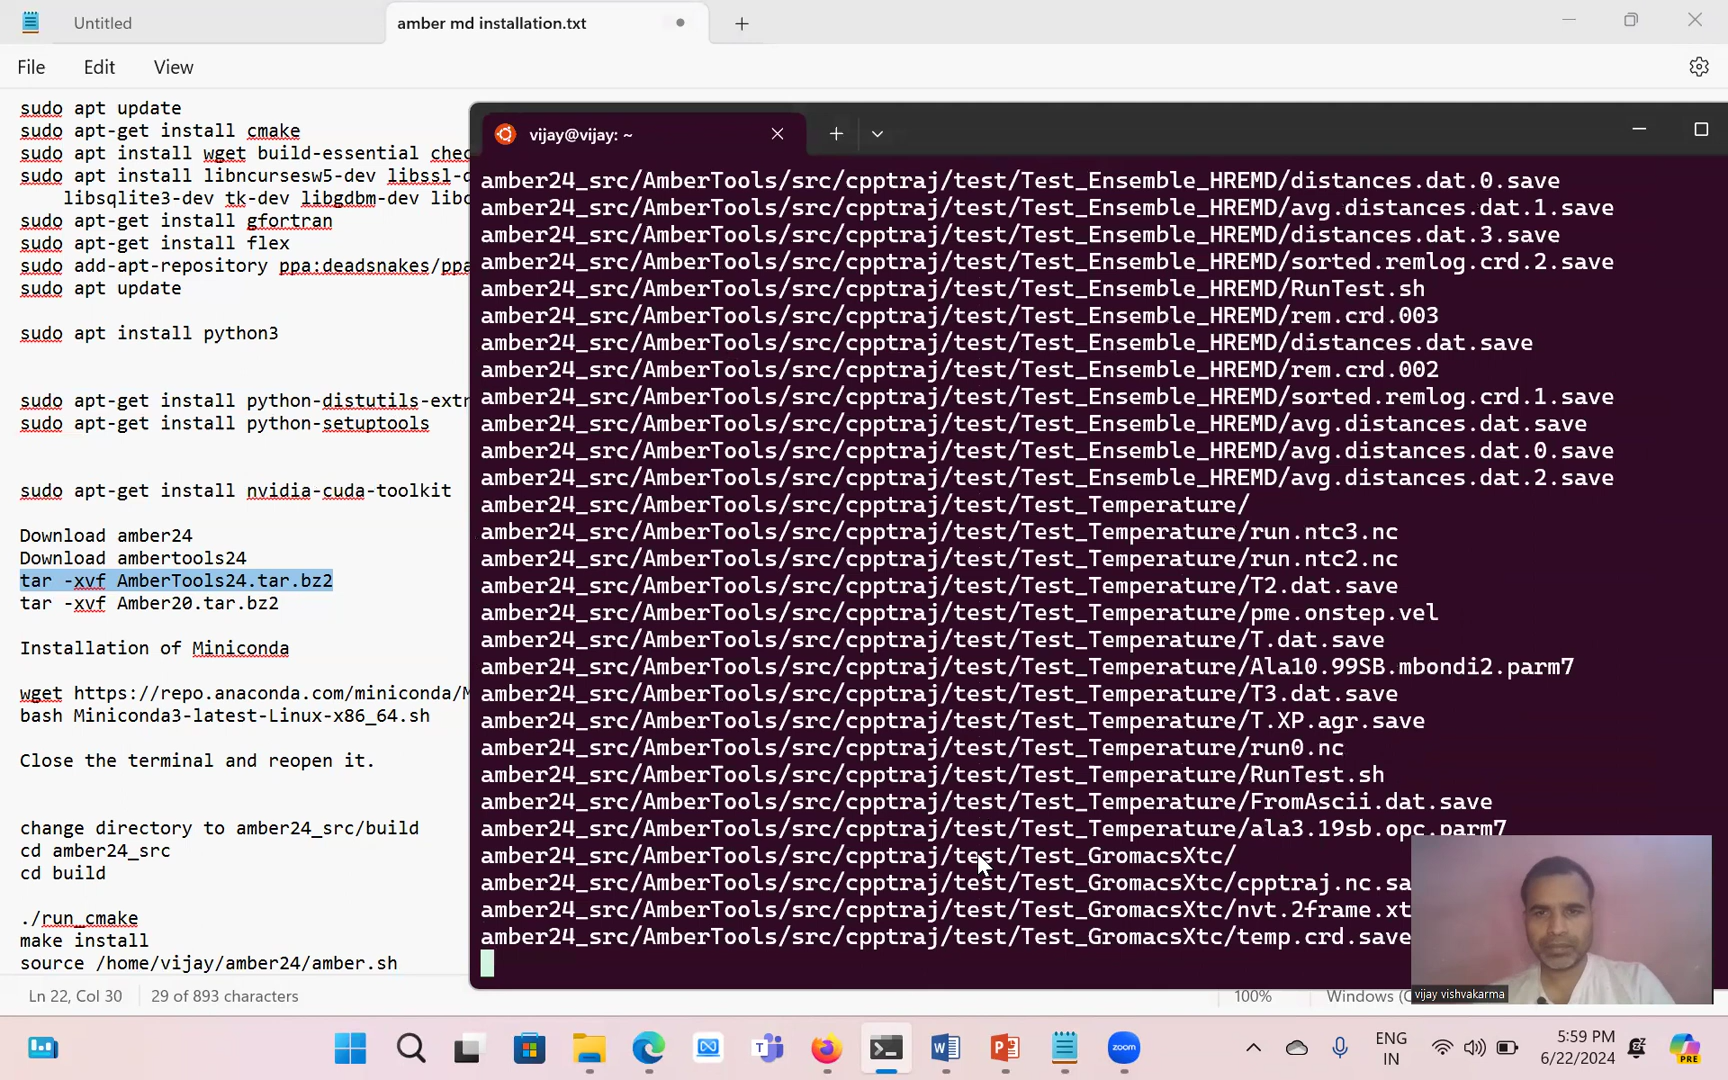 Untitled
amber md installation.txt
File Edit View
sudo apt update
sudo apt-get install cmake
sudo apt install wget build-essential chec
sudo apt install libncursesw5-dev libssl-d
libsqlite3-dev tk-dev libgdbm-dev libc
sudo apt-get install gfortran
sudo apt-get install flex
sudo add-apt-repository ppa:deadsnakes/ppa
sudo apt update
sudo apt install python3
sudo apt-get install python-distutils-extr
sudo apt-get install python-setuptools
sudo apt-get install nvidia-cuda-toolkit
Download amber24
Download ambertools24
tar -xvf AmberTools24.tar.bz2
tar -xvf Amber20.tar.bz2
Installation of Miniconda
wget https://repo.anaconda.com/miniconda/M
bash Miniconda3-latest-Linux-x86_64.sh
Close the terminal and reopen it.
change directory to amber24_src/build
cd amber24_src
cd build
./run_cmake
make install
source /home/vijay/amber24/amber.sh
Ln 22, Col 30 29 of 893 characters
100% Windows (C
vijay@vijay: ~
amber24_src/AmberTools/src/cpptraj/test/Test_Ensemble_HREMD/distances.dat.0.save
amber24_src/AmberTools/src/cpptraj/test/Test_Ensemble_HREMD/avg.distances.dat.1.save
amber24_src/AmberTools/src/cpptraj/test/Test_Ensemble_HREMD/distances.dat.3.save
amber24_src/AmberTools/src/cpptraj/test/Test_Ensemble_HREMD/sorted.remlog.crd.2.save
amber24_src/AmberTools/src/cpptraj/test/Test_Ensemble_HREMD/RunTest.sh
amber24_src/AmberTools/src/cpptraj/test/Test_Ensemble_HREMD/rem.crd.003
amber24_src/AmberTools/src/cpptraj/test/Test_Ensemble_HREMD/distances.dat.save
amber24_src/AmberTools/src/cpptraj/test/Test_Ensemble_HREMD/rem.crd.002
amber24_src/AmberTools/src/cpptraj/test/Test_Ensemble_HREMD/sorted.remlog.crd.1.save
amber24_src/AmberTools/src/cpptraj/test/Test_Ensemble_HREMD/avg.distances.dat.save
amber24_src/AmberTools/src/cpptraj/test/Test_Ensemble_HREMD/avg.distances.dat.0.save
amber24_src/AmberTools/src/cpptraj/test/Test_Ensemble_HREMD/avg.distances.dat.2.save
amber24_src/AmberTools/src/cpptraj/test/Test_Temperature/
amber24_src/AmberTools/src/cpptraj/test/Test_Temperature/run.ntc3.nc
amber24_src/AmberTools/src/cpptraj/test/Test_Temperature/run.ntc2.nc
amber24_src/AmberTools/src/cpptraj/test/Test_Temperature/T2.dat.save
amber24_src/AmberTools/src/cpptraj/test/Test_Temperature/pme.onstep.vel
amber24_src/AmberTools/src/cpptraj/test/Test_Temperature/T.dat.save
amber24_src/AmberTools/src/cpptraj/test/Test_Temperature/Ala10.99SB.mbondi2.parm7
amber24_src/AmberTools/src/cpptraj/test/Test_Temperature/T3.dat.save
amber24_src/AmberTools/src/cpptraj/test/Test_Temperature/T.XP.agr.save
amber24_src/AmberTools/src/cpptraj/test/Test_Temperature/run0.nc
amber24_src/AmberTools/src/cpptraj/test/Test_Temperature/RunTest.sh
amber24_src/AmberTools/src/cpptraj/test/Test_Temperature/FromAscii.dat.save
amber24_src/AmberTools/src/cpptraj/test/Test_Temperature/ala3.19sb.opc.parm7
amber24_src/AmberTools/src/cpptraj/test/Test_GromacsXtc/
amber24_src/AmberTools/src/cpptraj/test/Test_GromacsXtc/cpptraj.nc.sa
amber24_src/AmberTools/src/cpptraj/test/Test_GromacsXtc/nvt.2frame.xt
amber24_src/AmberTools/src/cpptraj/test/Test_GromacsXtc/temp.crd.save
vijay vishvakarma
zoom
ENG
IN
5:59 PM
6/22/2024
PRE